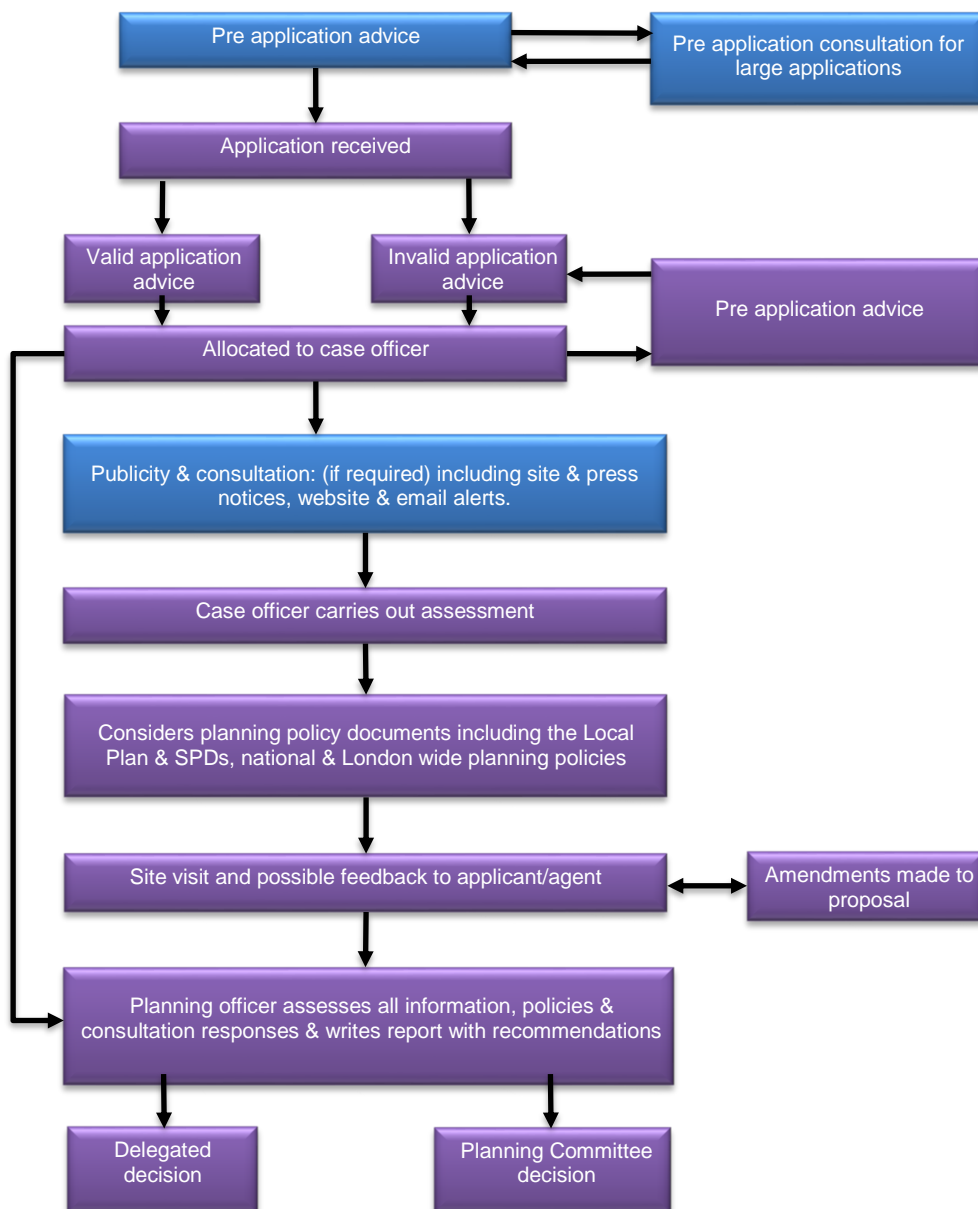 Pre application advice
Pre application consultation for
large applications
Application received
Valid application
advice
Invalid application
advice
Pre application advice
Allocated to case officer
Publicity & consultation: (if required) including site & press
notices, website & email alerts.
Case officer carries out assessment
Considers planning policy documents including the Local
Plan & SPDs, national & London wide planning policies
Site visit and possible feedback to applicant/agent
Amendments made to
proposal
Planning officer assesses all information, policies &
consultation responses & writes report with recommendations
Delegated
decision
Planning Committee
decision